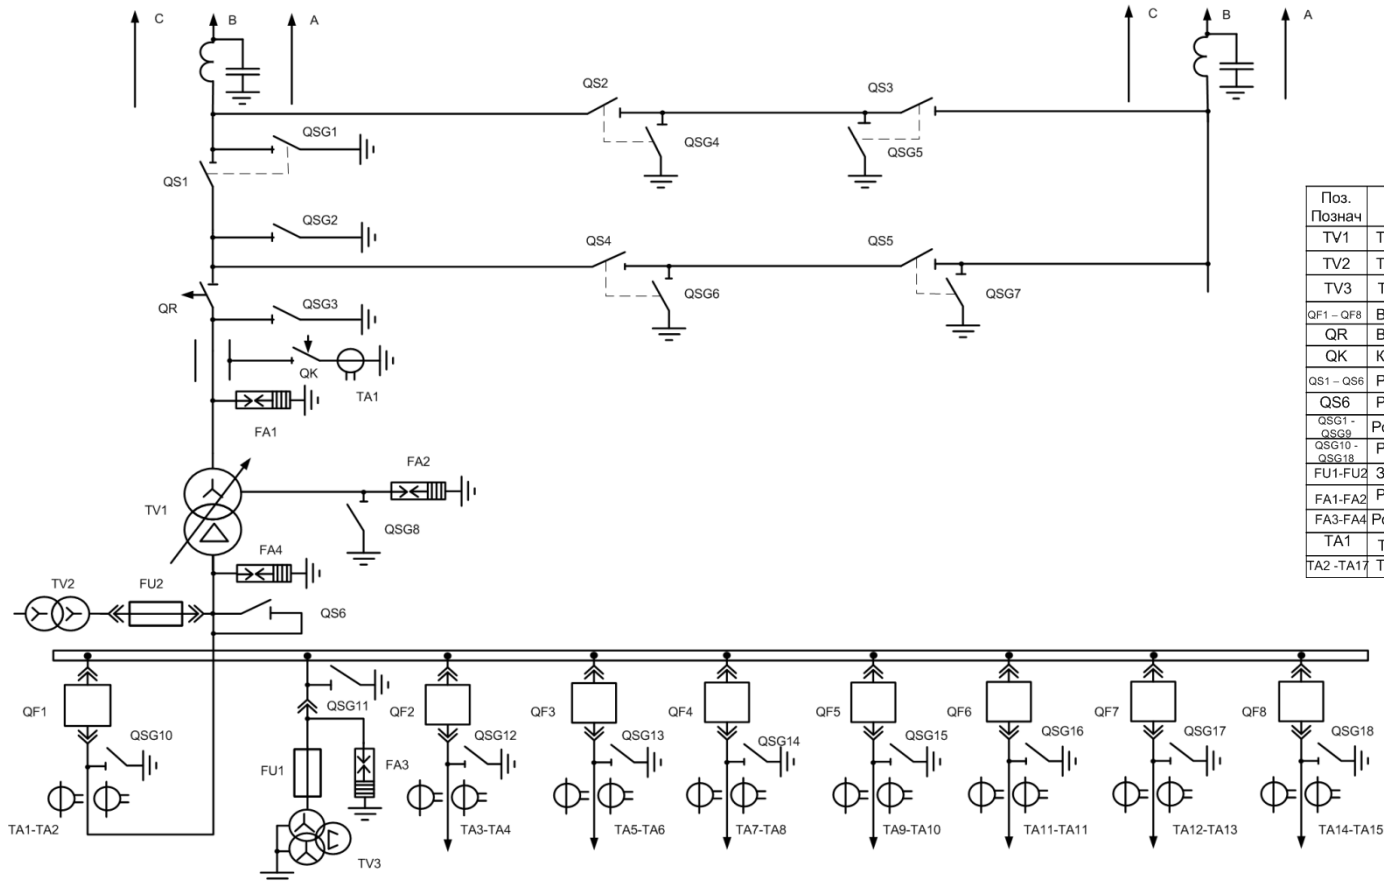 C
B
A
C
B
A
QS2
QS3
QSG1
QSG4
QSG5
QS1
QSG2
QS4
QS5
QSG6
QSG7
QR
QSG3
QK
TA1
FA1
FA2
TV1
QSG8
FA4
TV2
FU2
QS6
QF1
QSG10
TA1-TA2
QSG11
FU1
FA3
TV3
QF2
QSG12
TA3-TA4
QF3
QSG13
TA5-TA6
QF4
QSG14
TA7-TA8
QF5
QSG15
TA9-TA10
QF6
QSG16
TA11-TA11
QF7
QSG17
TA12-TA13
QF8
QSG18
TA14-TA15
Поз.
Познач
TV1 Т
TV2 Т
TV3 Т
QF1 – QF8 В
QR В
QK К
QS1 – QS6 Р
QS6 Р
QSG1 -
QSG9 Ро
QSG10 -
QSG18 Р
FU1-FU2 З
FA1-FA2 Р
FA3-FA4 Ро
TA1 Т
TA2 -TA17 Т